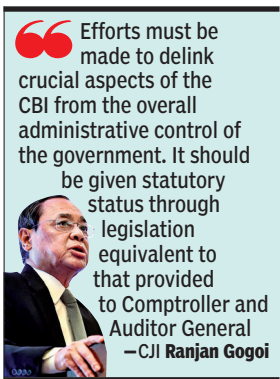 Efforts must be
made to delink
crucial aspects of the
CBI from the overall
administrative control of
the government. It should
be given statutory
status through
legislation
equivalent to
that provided
to Comptroller and
Auditor General
—CJI Ranjan Gogoi